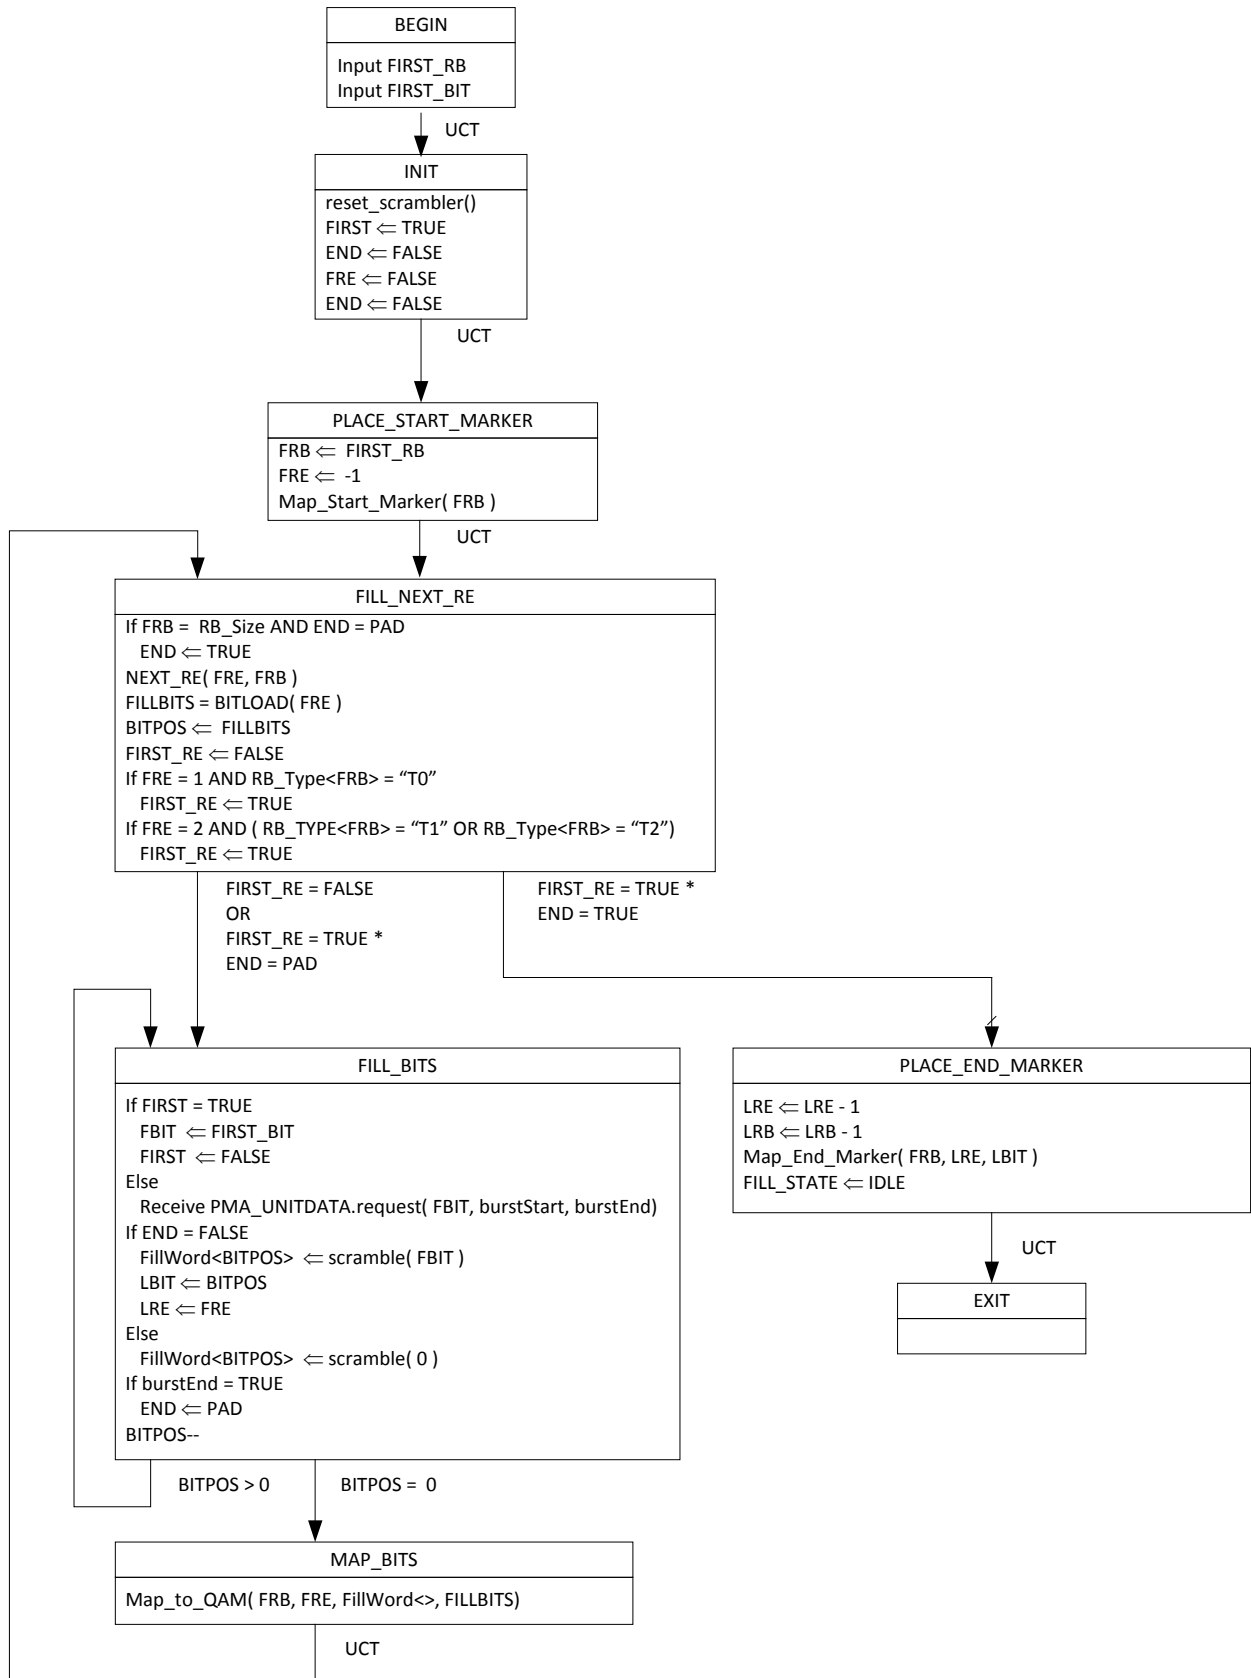 BEGIN
Input FIRST_RB
Input FIRST_BIT
UCT
INIT
reset_scrambler()
FIRST ⇐ TRUE
END ⇐ FALSE
FRE ⇐ FALSE
END ⇐ FALSE
UCT
PLACE_START_MARKER
FRB ⇐ FIRST_RB
FRE ⇐ -1
Map_Start_Marker( FRB )
UCT
FILL_NEXT_RE
If FRB = RB_Size AND END = PAD
END ⇐ TRUE
NEXT_RE( FRE, FRB )
FILLBITS = BITLOAD( FRE )
BITPOS ⇐ FILLBITS
FIRST_RE ⇐ FALSE
If FRE = 1 AND RB_Type<FRB> = “T0”
FIRST_RE ⇐ TRUE
If FRE = 2 AND ( RB_TYPE<FRB> = “T1” OR RB_Type<FRB> = “T2”)
FIRST_RE ⇐ TRUE
FIRST_RE = FALSE
OR
FIRST_RE = TRUE *
END = PAD
FIRST_RE = TRUE *
END = TRUE
FILL_BITS
If FIRST = TRUE
FBIT ⇐ FIRST_BIT
FIRST ⇐ FALSE
Else
Receive PMA_UNITDATA.request( FBIT, burstStart, burstEnd)
If END = FALSE
FillWord<BITPOS> ⇐ scramble( FBIT )
LBIT ⇐ BITPOS
LRE ⇐ FRE
Else
FillWord<BITPOS> ⇐ scramble( 0 )
If burstEnd = TRUE
END ⇐ PAD
BITPOS--
PLACE_END_MARKER
LRE ⇐ LRE - 1
LRB ⇐ LRB - 1
Map_End_Marker( FRB, LRE, LBIT )
FILL_STATE ⇐ IDLE
UCT
EXIT
BITPOS > 0
BITPOS = 0
MAP_BITS
Map_to_QAM( FRB, FRE, FillWord<>, FILLBITS)
UCT